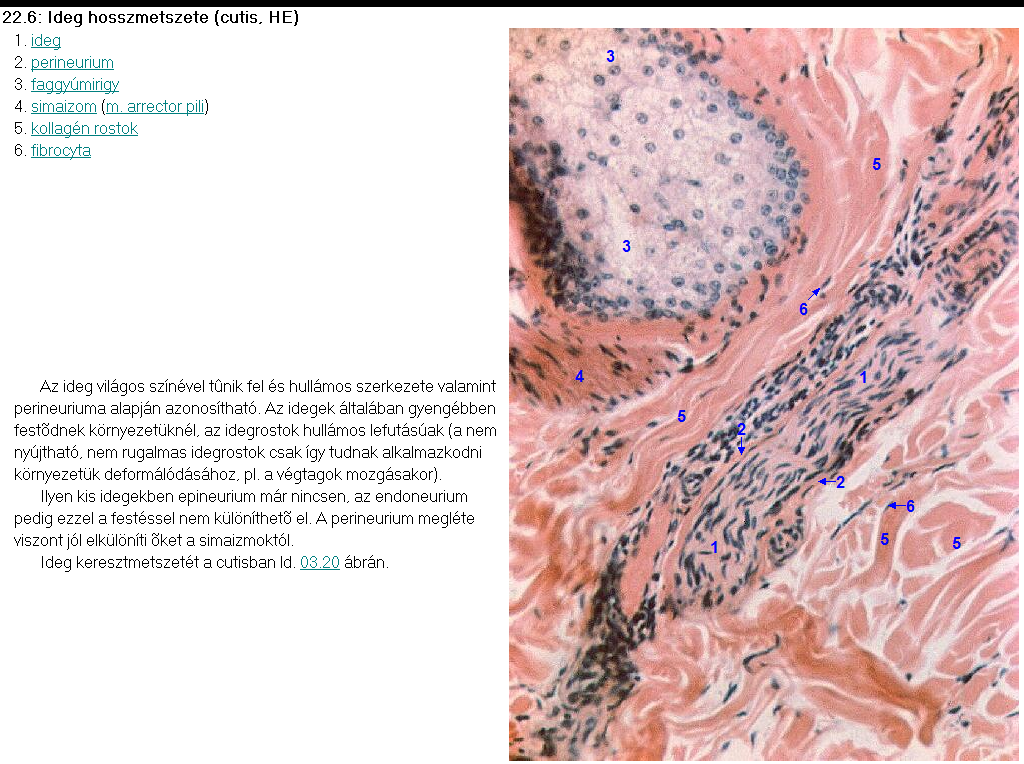 22.6: Ideg hosszmetszete (cutis, HE)
1. ideg
2. perineurium
3. faggyúmirigy
4. simaizom (m. arrector pili)
5. kollagén rostok
6. fibrocyta
Az ideg világos színével tûnik fel és hullámos szerkezete valamint
perineuriuma alapján azonosítható. Az idegek általában gyengébben
festõdnek környezetüknél, az idegrostok hullámos lefutásúak (a nem
nyújtható, nem rugalmas idegrostok csak így tudnak alkalmazkodni
környezetük deformálódásához, pl. a végtagok mozgásakor).
Ilyen kis idegekben epineurium már nincsen, az endoneurium
pedig ezzel a festéssel nem különíthetõ el. A perineurium megléte
viszont jól elkülöníti õket a simaizmoktól.
Ideg keresztmetszetét a cutisban ld. 03.20 ábrán.
3
5
3
6
4
1
5
2
2
6
5
5
1